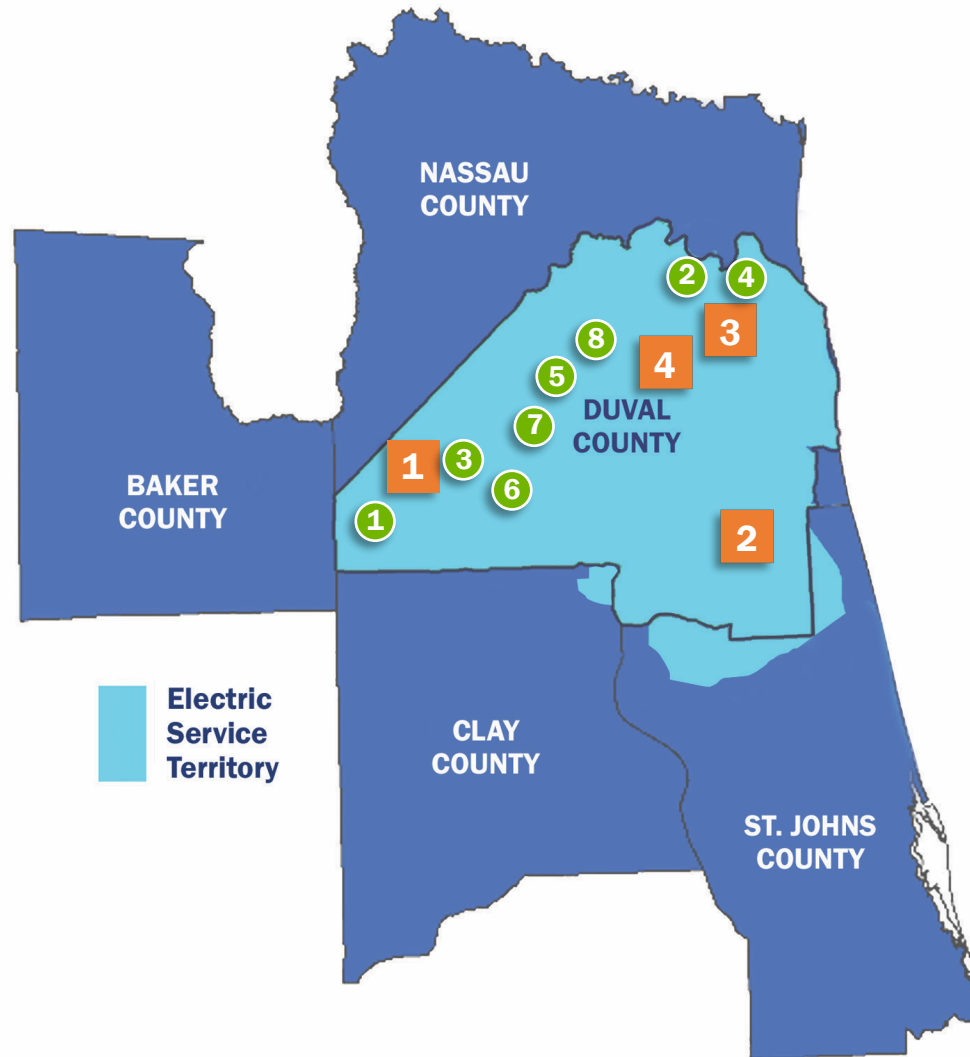 NASSAU
COUNTY
2
4
3
8
4
5
DUVAL
COUNTY
7
1
3
6
1
2
BAKER
COUNTY
Electric
Service
Territory
CLAY
COUNTY
ST. JOHNS
COUNTY